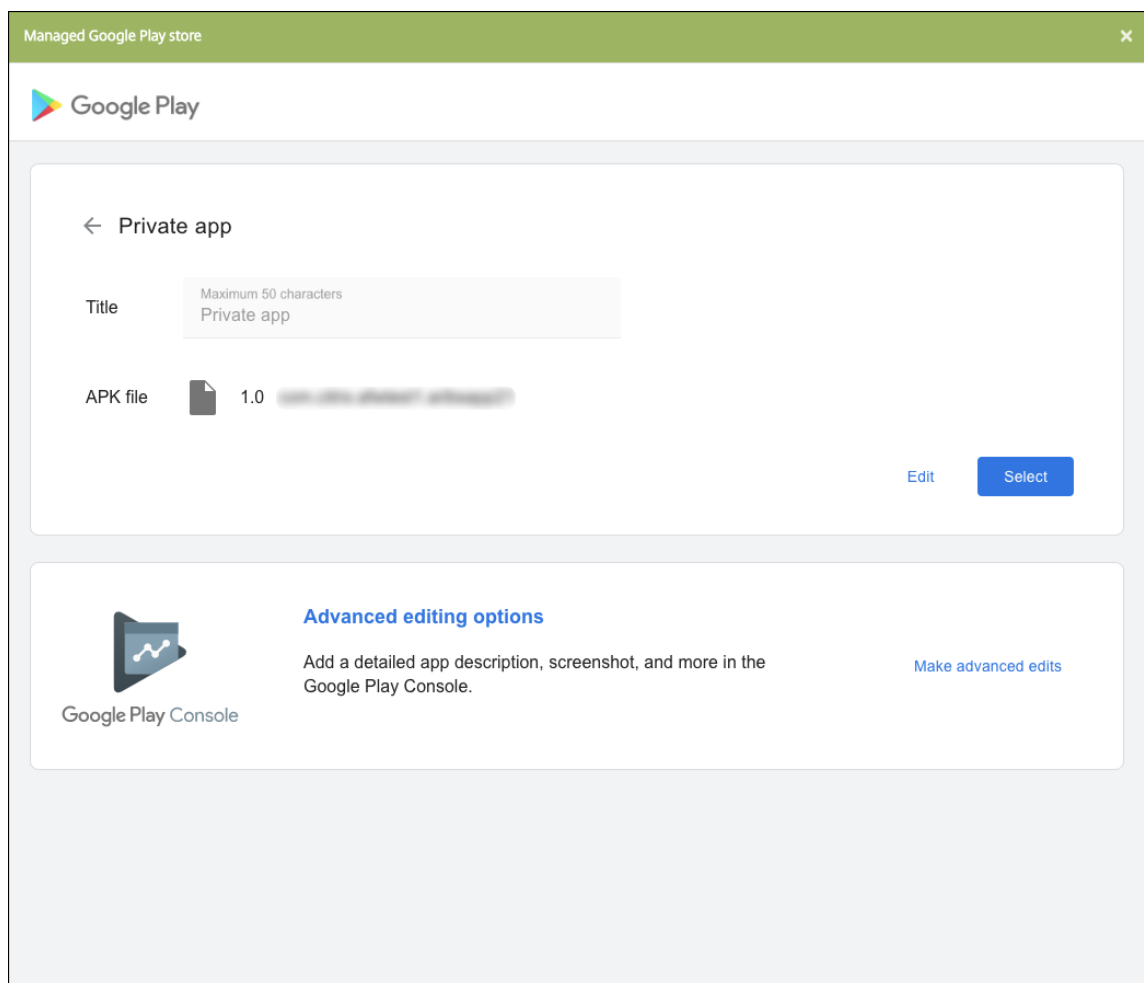 Managed Google Play store
Google Play
Private app
Title
Maximum 50 characters
Private app
APK file 1.0
Edit Select
Advanced editing options
Add a detailed app description, screenshot, and more in the
Google Play Console.
Make advanced edits
Google Play Console